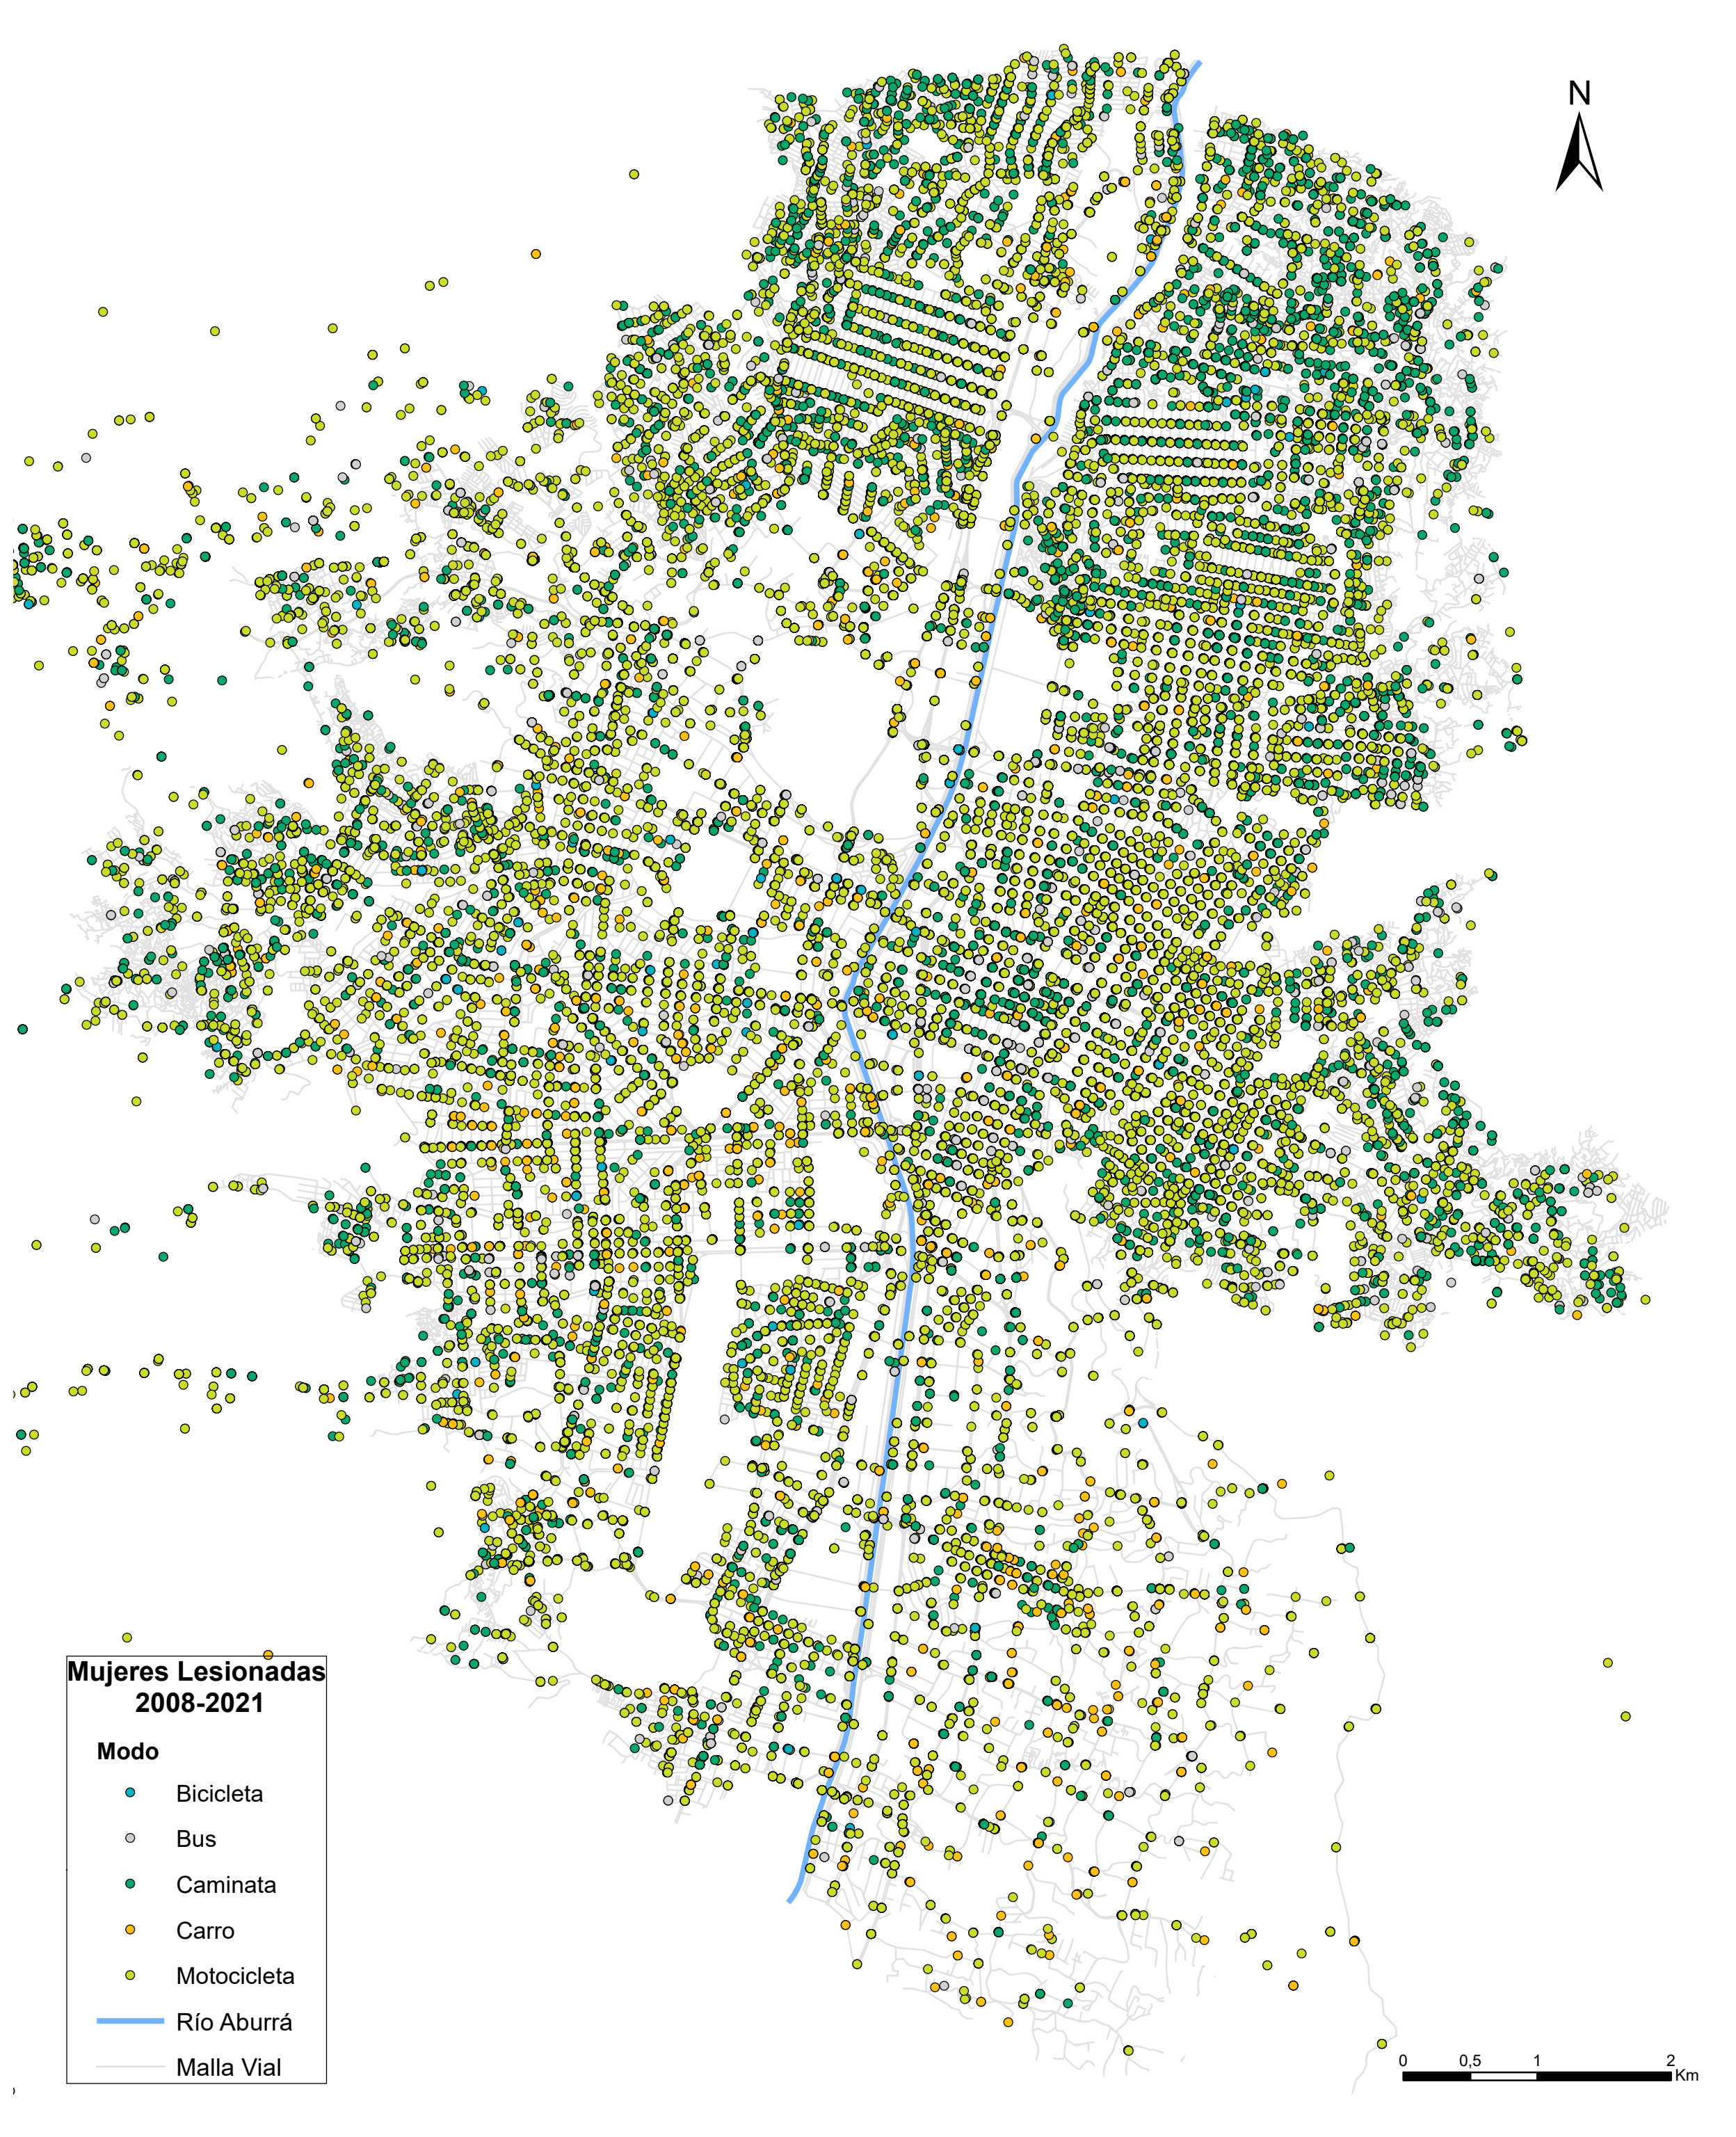 N
Mujeres Lesionadas
2008-2021
Modo
Bicicleta
Bus
Caminata
Carro
Motocicleta
Río Aburrá
Malla Vial
0 0,5 1 2
Km